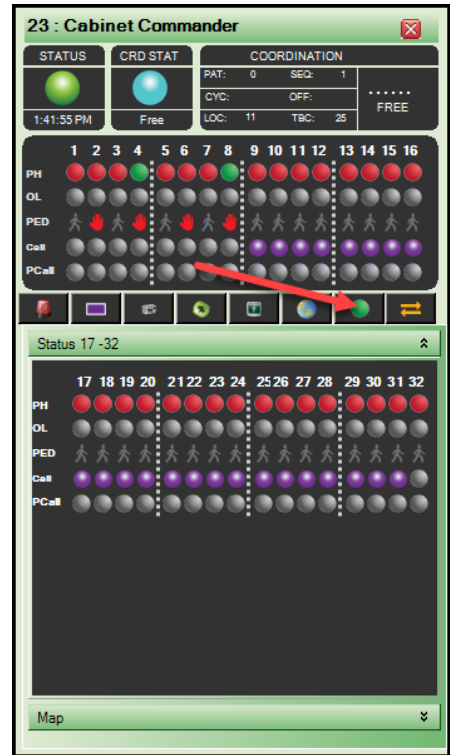 23 : Cabinet Commander
STATUS CRD STAT COORDINATION
PAT: 0 SEQ: 1
CYC: OFF: ...... FREE
1:41:55 PM Free LOC: 11 TBC: 25
1 2 3 4 5 6 7 8 9 10 11 12 13 14 15 16
PH
OL
PED
Call
PCall
Status 17 -32
17 18 19 20 21 22 23 24 25 26 27 28 29 30 31 32
PH
OL
PED
Call
PCall
Map